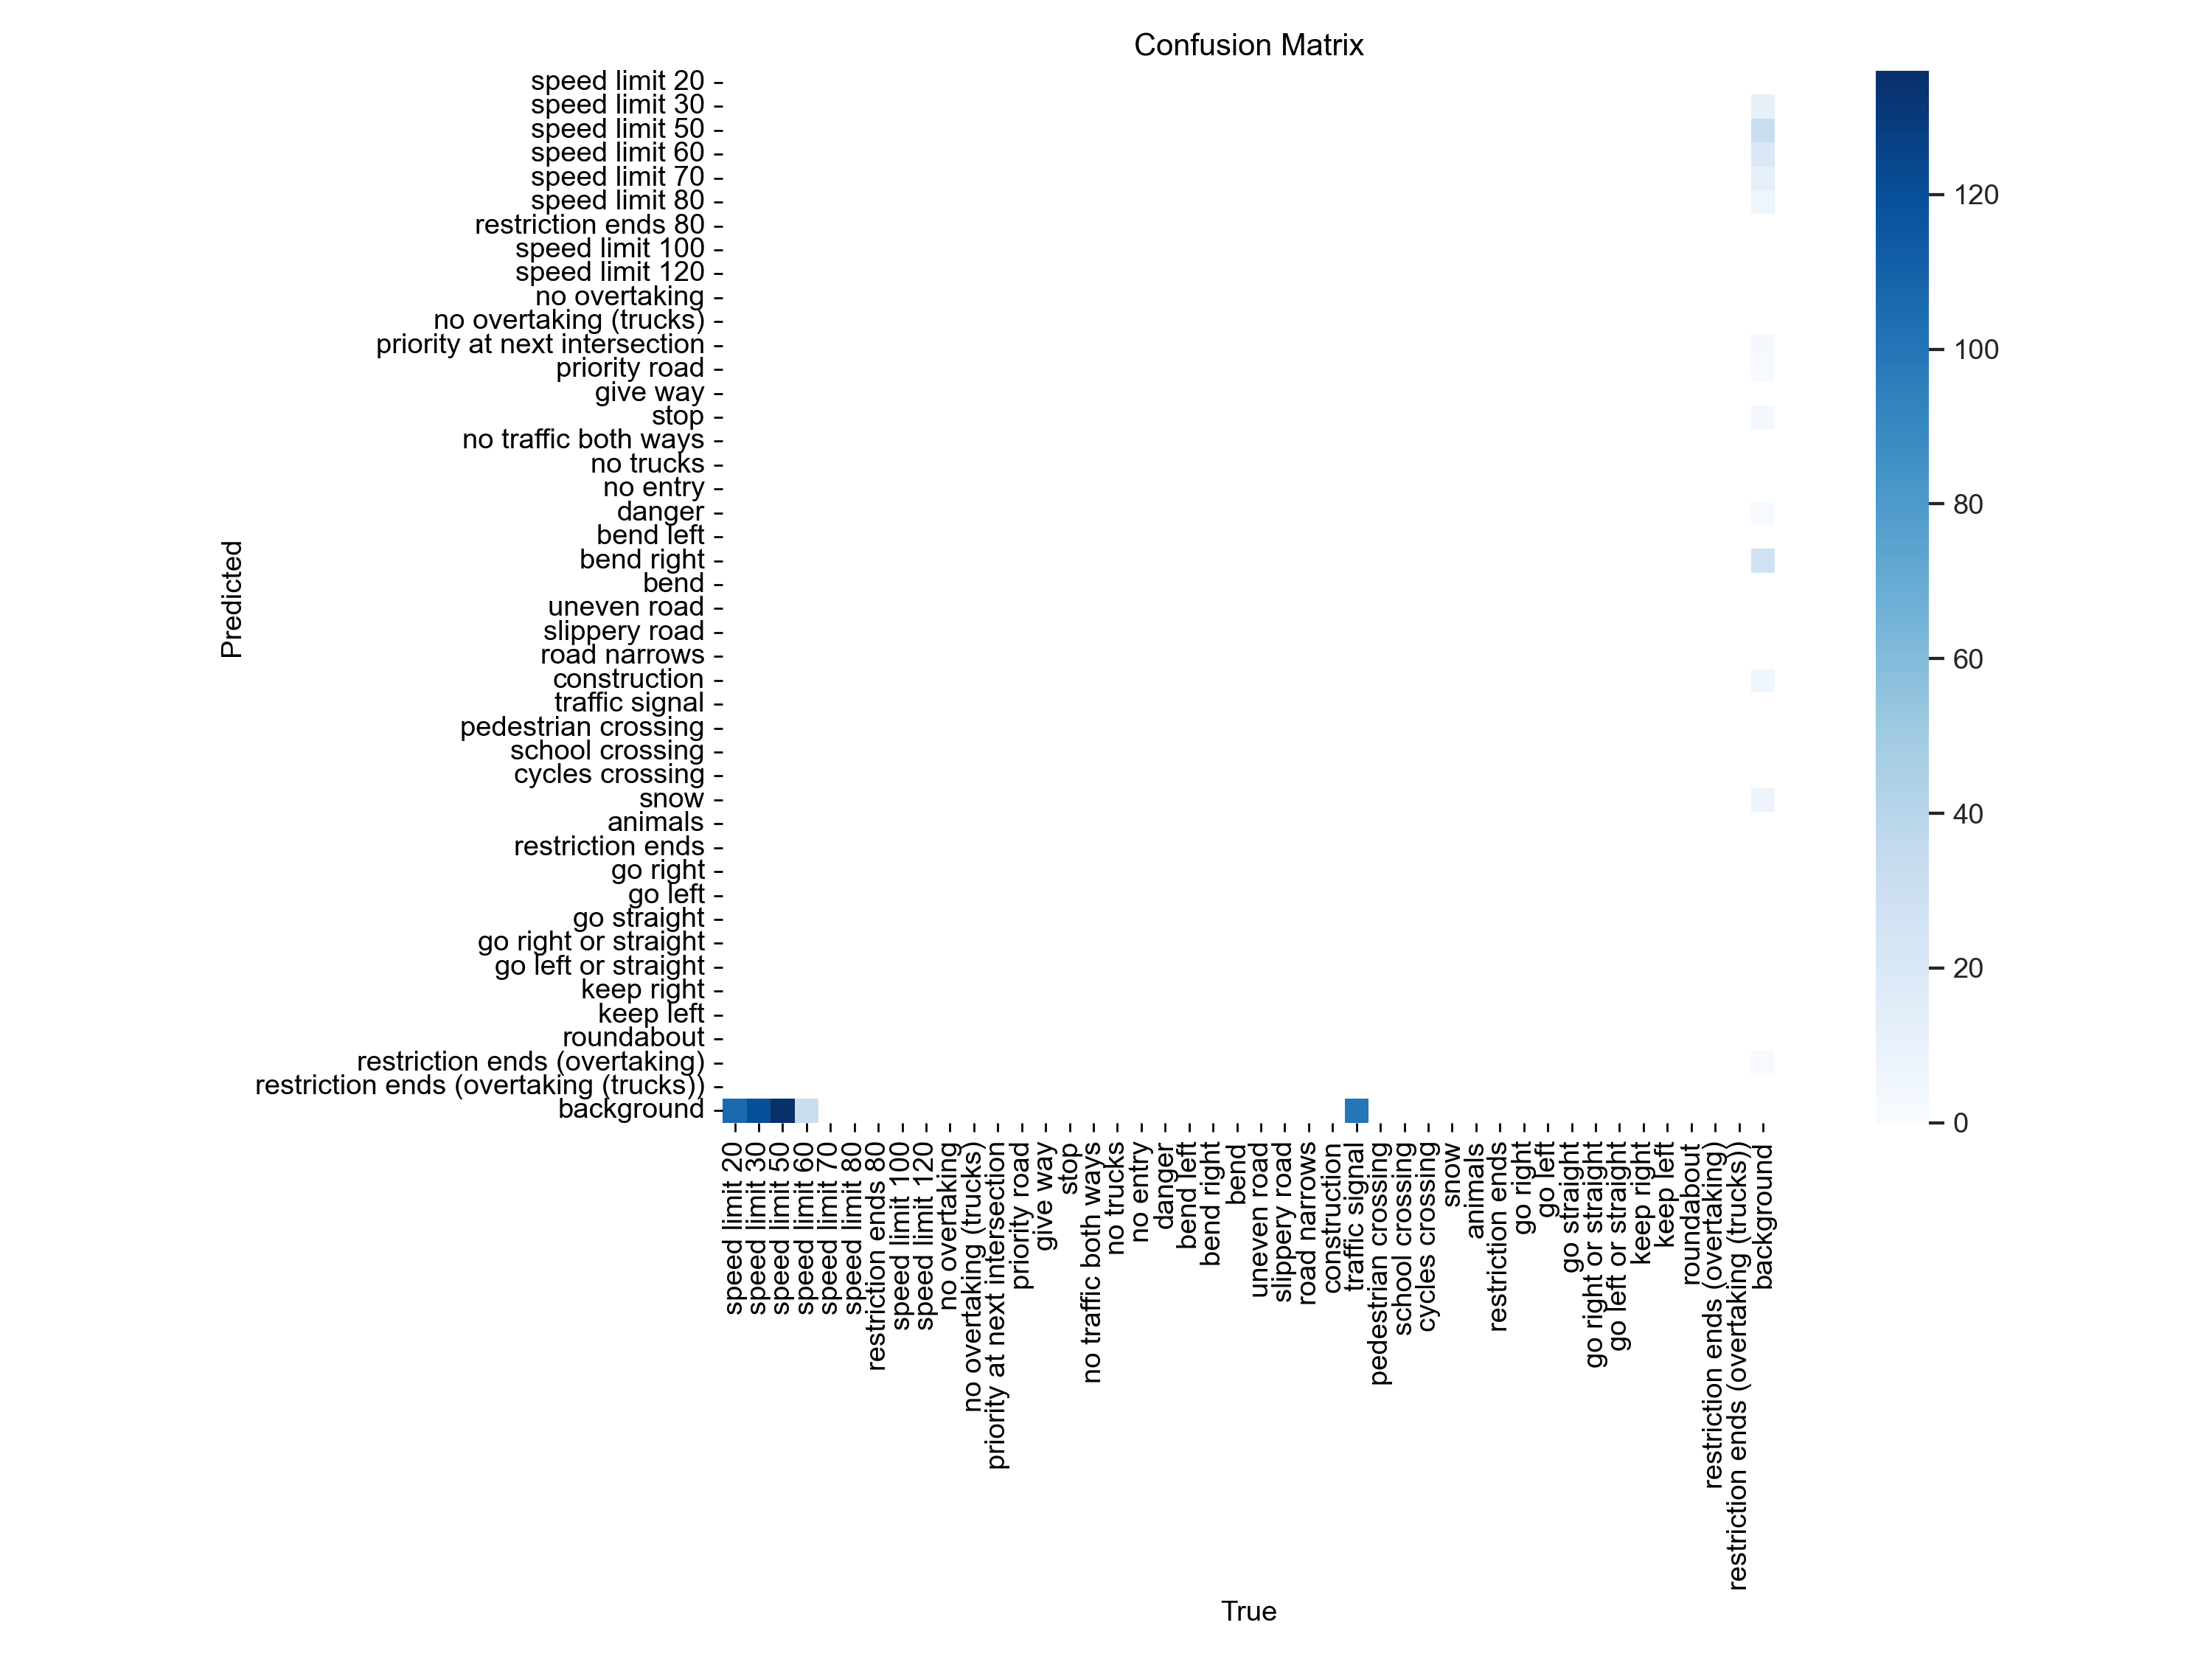 Confusion Matrix
speed limit 20
speed limit 30
speed limit 50
speed limit 60
speed limit 70
speed limit 80
restriction ends 80
speed limit 100
speed limit 120
no overtaking
no overtaking (trucks)
priority at next intersection
priority road
give way
stop
no traffic both ways
no trucks
no entry
danger
bend left
bend right
bend
uneven road
slippery road
road narrows
construction
traffic signal
pedestrian crossing
school crossing
cycles crossing
snow
animals
restriction ends
go right
go left
go straight
go right or straight
go left or straight
keep right
keep left
roundabout
restriction ends (overtaking)
restriction ends (overtaking (trucks))
background
Predicted
speed limit 20
speed limit 30
speed limit 50
speed limit 60
speed limit 70
speed limit 80
restriction ends 80
speed limit 100
speed limit 120
no overtaking
no overtaking (trucks)
priority at next intersection
priority road
give way
stop
no traffic both ways
no trucks
no entry
danger
bend left
bend right
bend
uneven road
slippery road
road narrows
construction
traffic signal
pedestrian crossing
school crossing
cycles crossing
snow
animals
restriction ends
go right
go left
go straight
go right or straight
go left or straight
keep right
keep left
roundabout
restriction ends (overtaking)
restriction ends (overtaking (trucks))
background
True
120
100
80
60
40
20
0